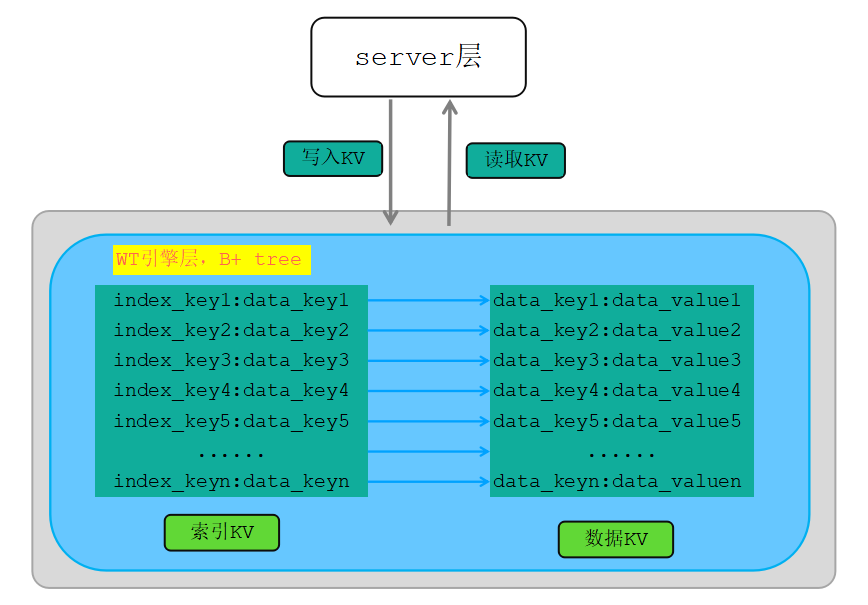 server层
写入KV
读取KV
WT引擎层，B+ tree
index_key1:data_key1
data_key1:data_value1
index_key2:data_key2
data_key2:data_value2
index_key3:data_key3
data_key3:data_value3
index_key4:data_key4
data_key4:data_value4
index_key5:data_key5
data_key5:data_value5
......
......
index_keyn:data_keyn
data_keyn:data_valuen
索引KV
数据KV